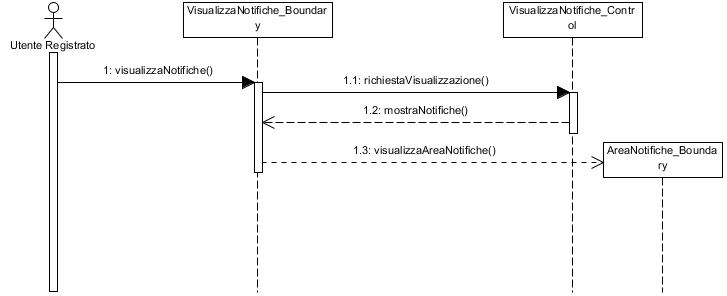 VisualizzaNotifiche_Boundar
y
VisualizzaNotifiche_Contr
ol
Utente Registrato
1: visualizzaNotifiche()
1.1: richiestaVisualizzazione()
1.2: mostraNotifiche()
1.3: visualizzaAreaNotifiche()
AreaNotifiche_Bounda
ry